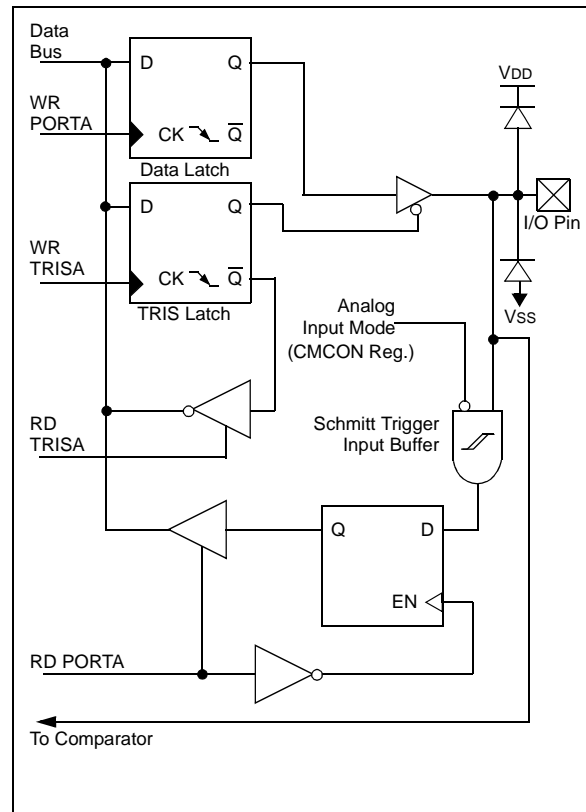 Data
Bus
D
Q
VDD
WR
PORTA
CK
Q
Data Latch
D
Q
I/O Pin
WR
TRISA
CK
Q
TRIS Latch
VSS
Analog
Input Mode
(CMCON Reg.)
RD
TRISA
Schmitt Trigger
Input Buffer
Q
D
EN
RD PORTA
To Comparator